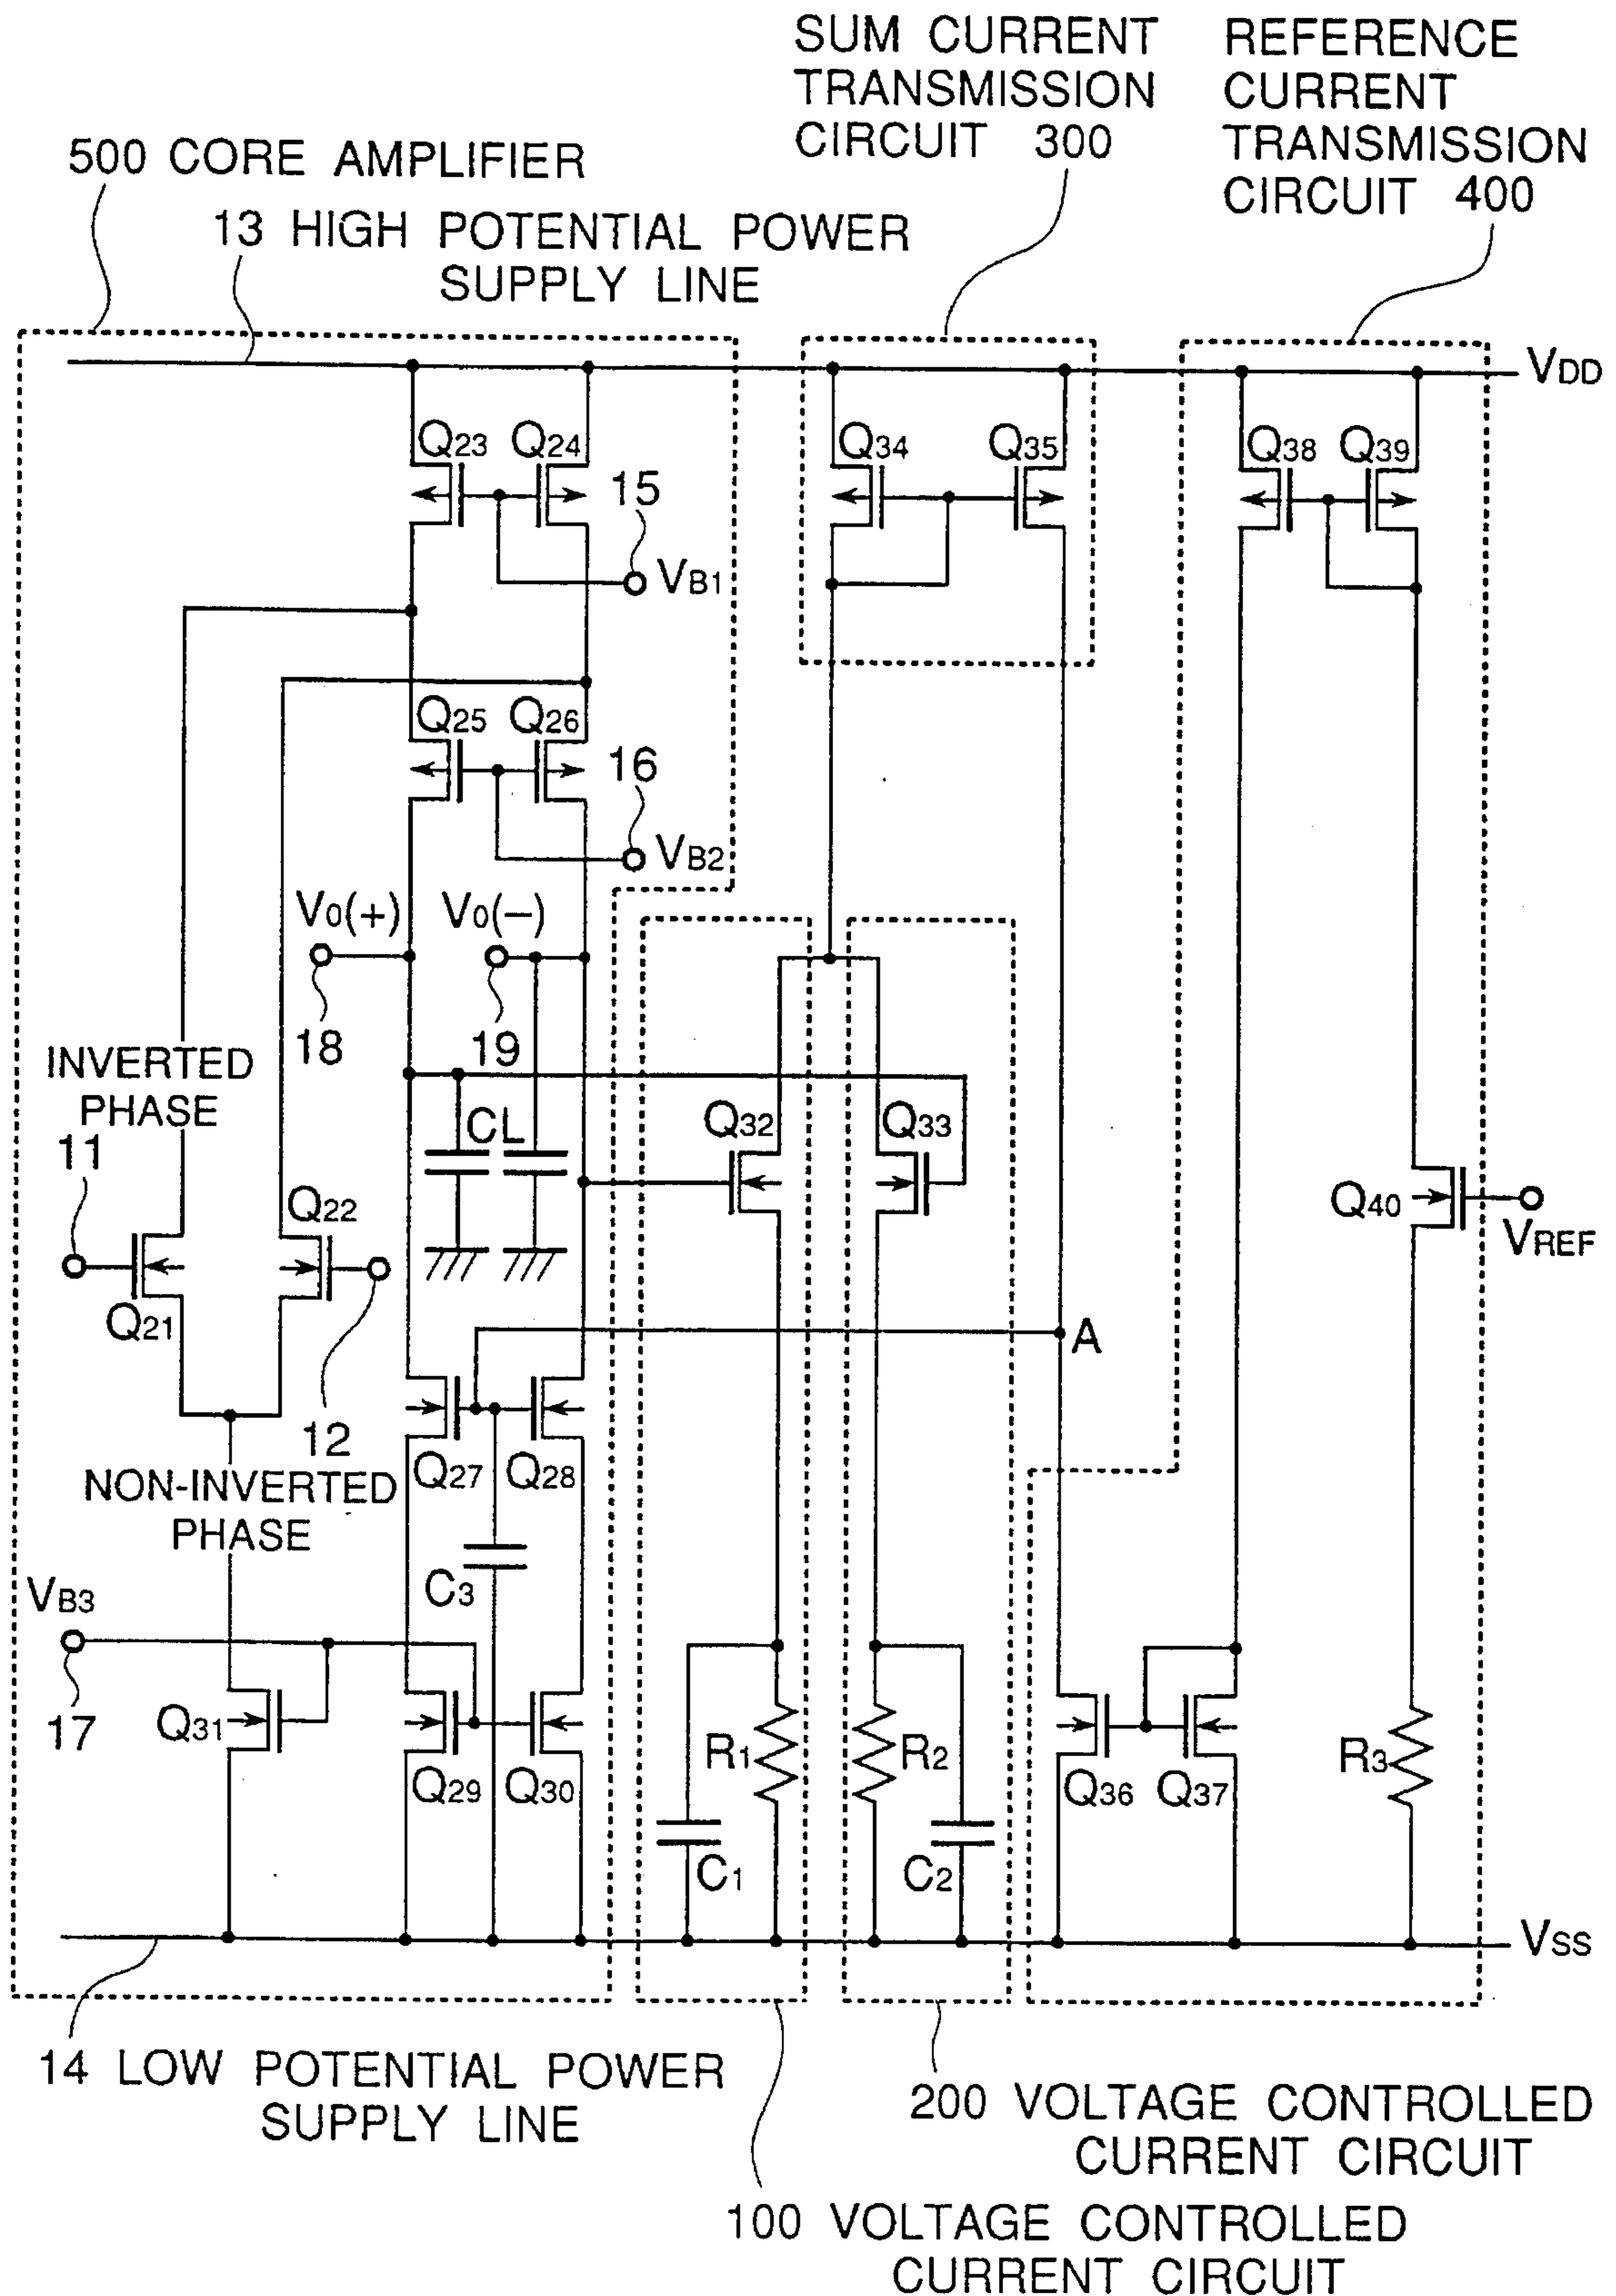 SUM CURRENT
TRANSMISSION
CIRCUIT 300
REFERENCE
CURRENT
TRANSMISSION
CIRCUIT 400
500 CORE AMPLIFIER
13 HIGH POTENTIAL POWER
SUPPLY LINE
VDD
Q23
Q24
15
VB1
Q34
Q35
Q38
Q39
Q25
Q26
16
VB2
V0(+)
V0(−)
18
19
INVERTED
PHASE
11
CL
Q32
Q33
Q22
Q21
Q40
VREF
A
12
Q27
Q28
NON-INVERTED
PHASE
C3
VB3
17
Q31
Q29
Q30
R1
R2
C1
C2
Q36
Q37
R3
VSS
14 LOW POTENTIAL POWER
SUPPLY LINE
200 VOLTAGE CONTROLLED
CURRENT CIRCUIT
100 VOLTAGE CONTROLLED
CURRENT CIRCUIT